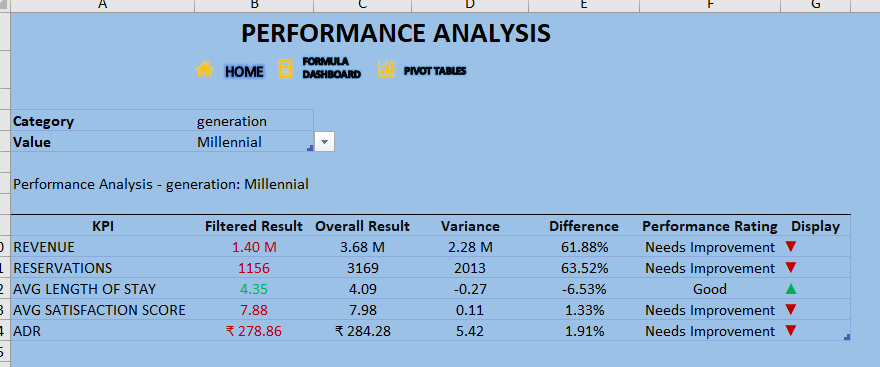 A B C D E F G
PERFORMANCE ANALYSIS
HOME FORMULA DASHBOARD PIVOT TABLES
Category generation
Value Millennial
Performance Analysis - generation: Millennial
KPI Filtered Result Overall Result Variance Difference Performance Rating Display
REVENUE 1.40 M 3.68 M 2.28 M 61.88% Needs Improvement ▼
RESERVATIONS 1156 3169 2013 63.52% Needs Improvement ▼
AVG LENGTH OF STAY 4.35 4.09 -0.27 -6.53% Good ▲
AVG SATISFACTION SCORE 7.88 7.98 0.11 1.33% Needs Improvement ▼
ADR ₹ 278.86 ₹ 284.28 5.42 1.91% Needs Improvement ▼